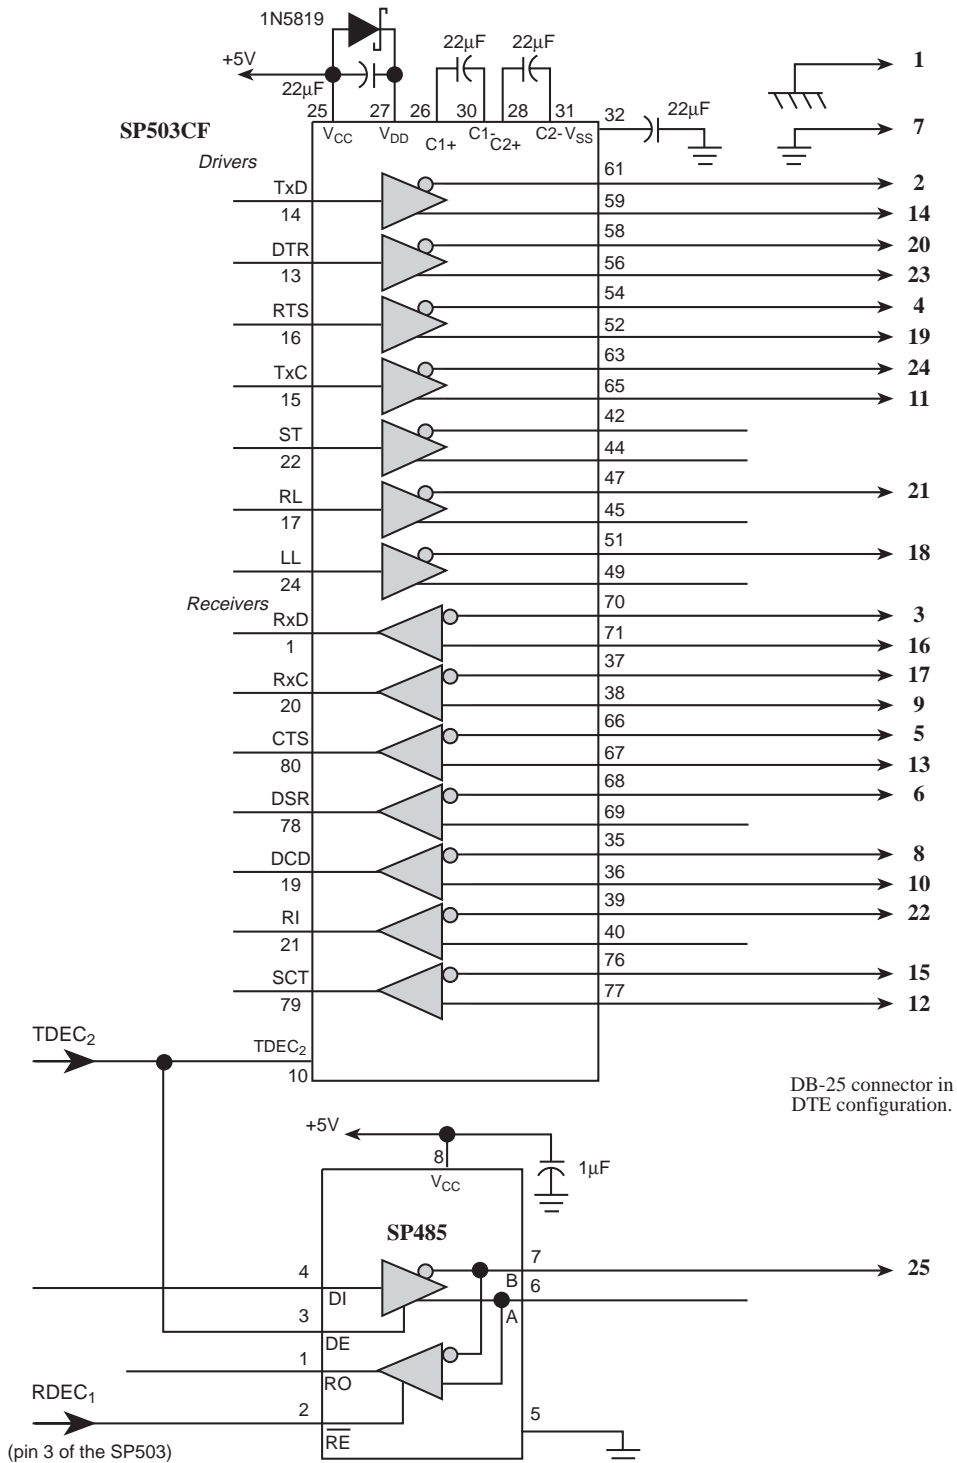 1N5819
+5V
22μF
22μF
22μF
1
25
27
26
30
28
31
32
22μF
7
SP503CF
VCC
VDD
C1+
C1-
C2+
C2-
VSS
Drivers
TxD
14
61
2
59
14
DTR
13
58
20
56
23
RTS
16
54
4
52
19
TxC
15
63
24
65
11
ST
22
42
44
RL
17
47
21
45
LL
24
51
18
49
Receivers
RxD
1
70
3
71
16
RxC
20
37
17
38
9
CTS
80
66
5
67
13
DSR
78
68
6
69
DCD
19
35
8
36
10
RI
21
39
22
40
SCT
79
76
15
77
12
TDEC2
TDEC2
10
DB-25 connector in
DTE configuration.
+5V
8
VCC
1μF
SP485
4
DI
7
B
25
6
A
3
DE
1
RO
RDEC1
2
RE
5
(pin 3 of the SP503)